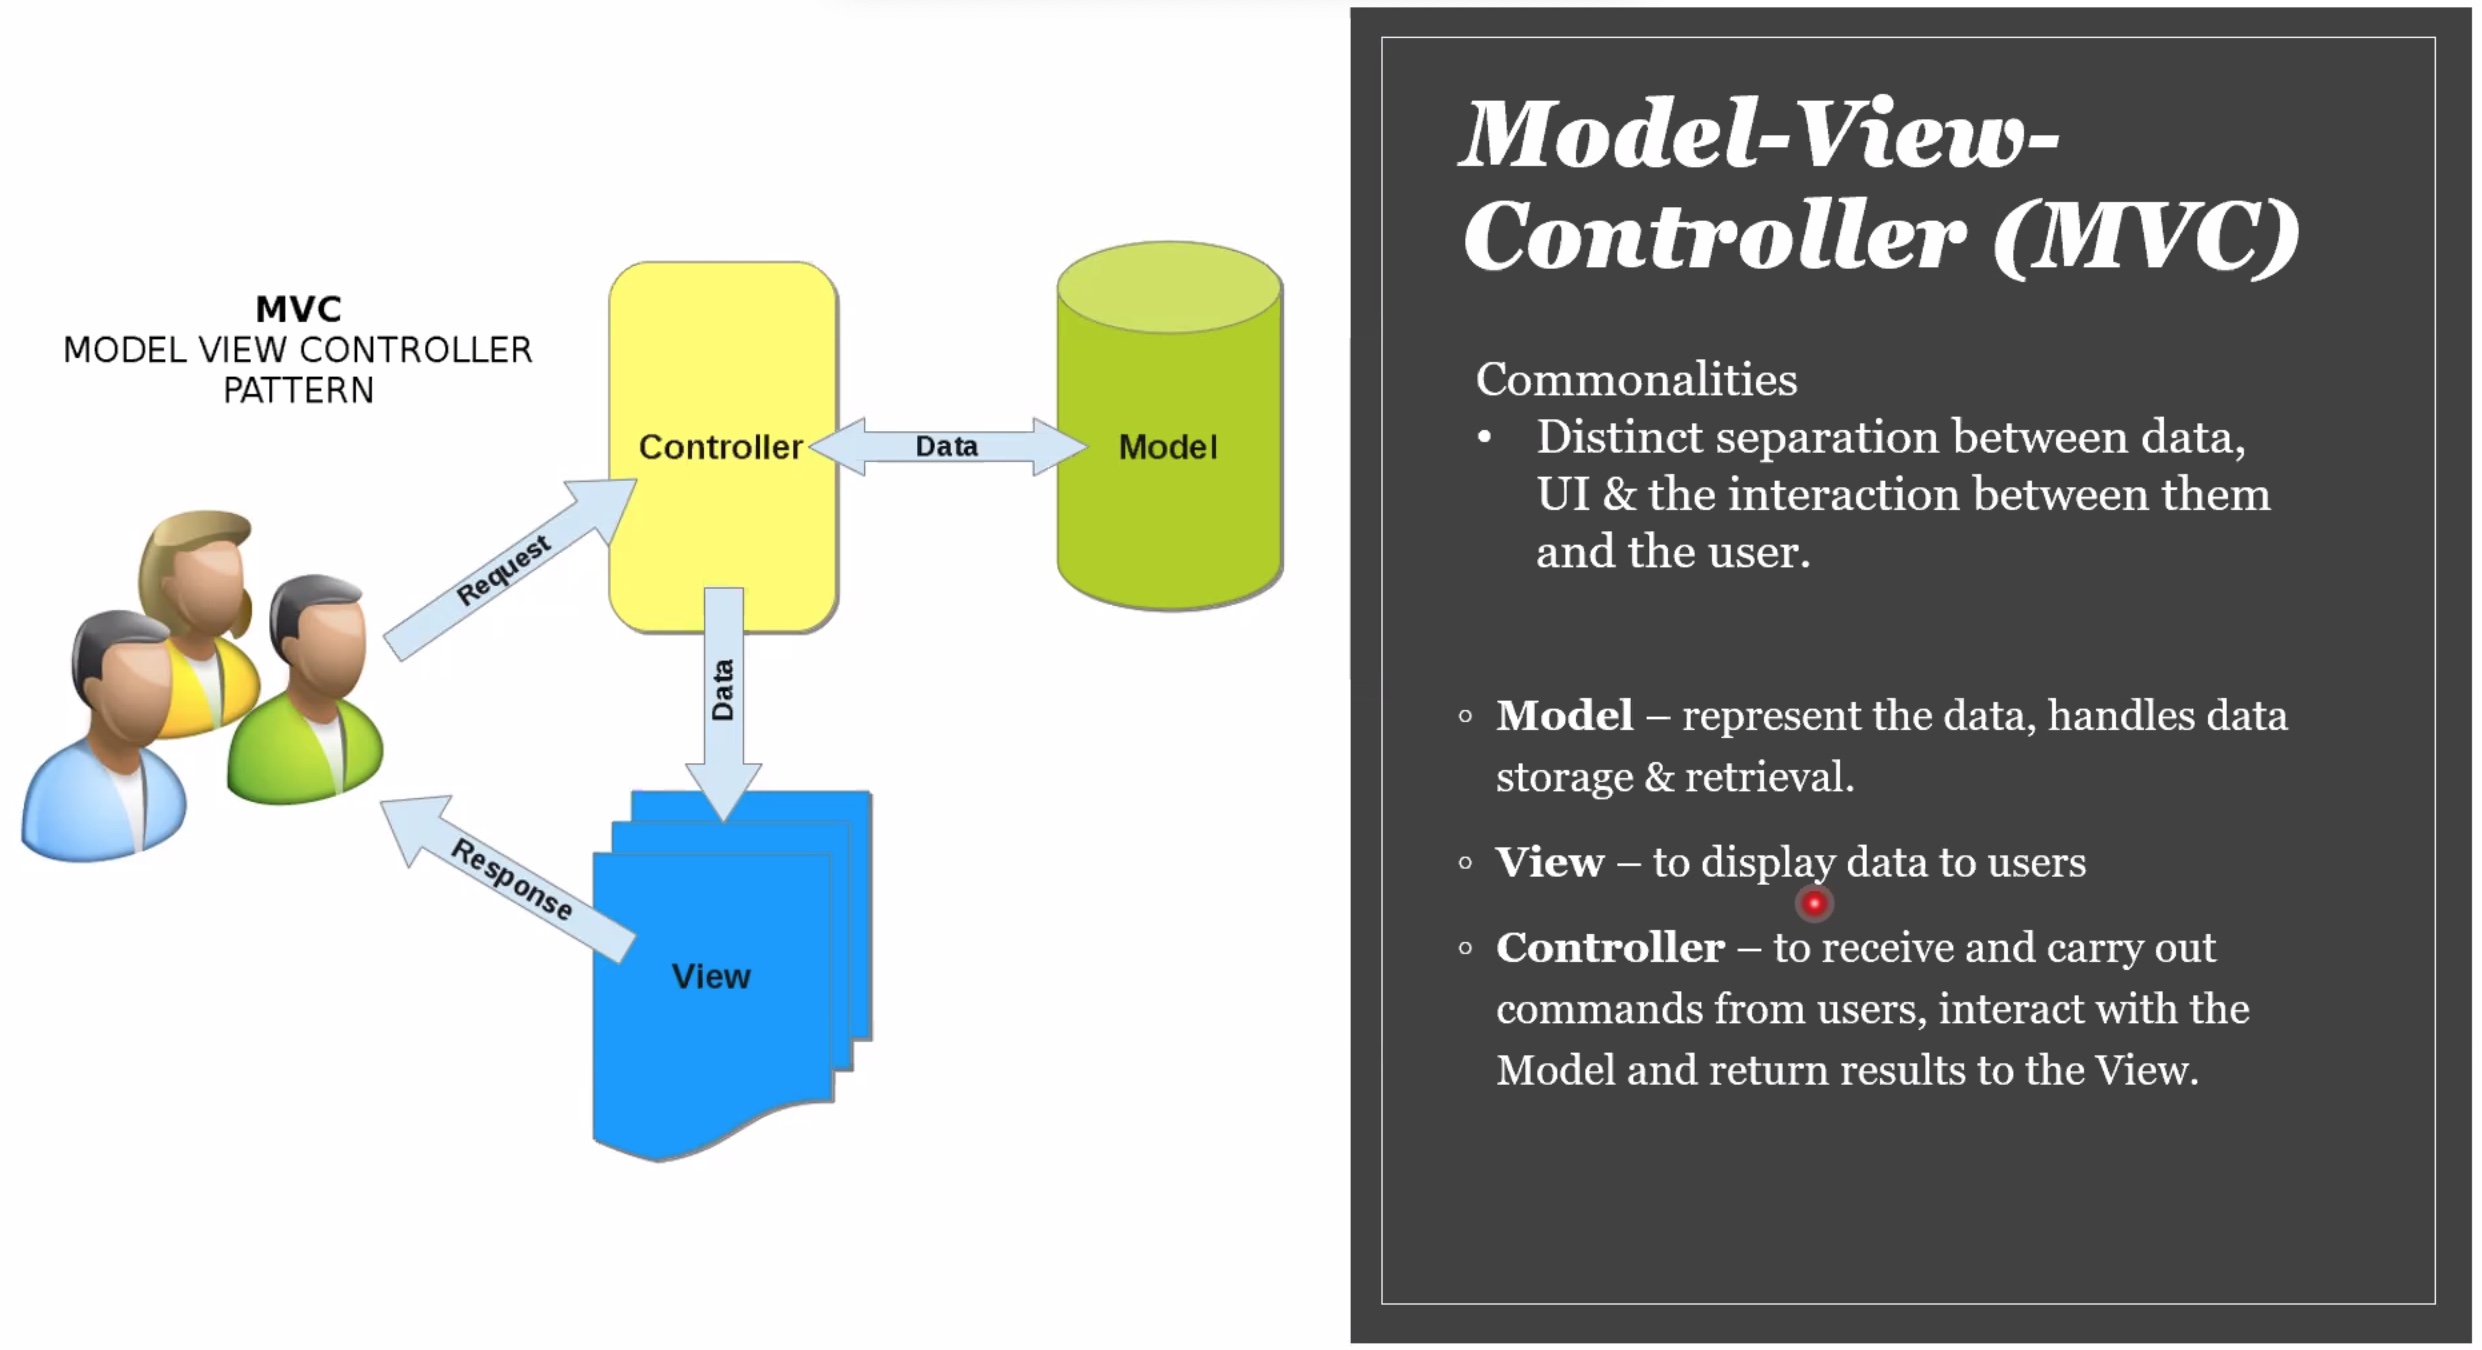 MVC
MODEL VIEW CONTROLLER
PATTERN
Controller
Data
Model
Request
Data
Response
View
Model-View-
Controller (MVC)
Commonalities
• Distinct separation between data,
UI & the interaction between them
and the user.
◦ Model – represent the data, handles data
storage & retrieval.
◦ View – to display data to users
◦ Controller – to receive and carry out
commands from users, interact with the
Model and return results to the View.